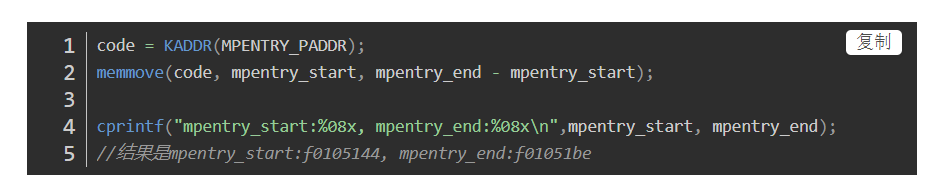 复制
1 code = KADDR(MPENTRY_PADDR);
2 memmove(code, mpentry_start, mpentry_end - mpentry_start);
3
4 cprintf("mpentry_start:%08x, mpentry_end:%08x\n",mpentry_start, mpentry_end);
5 //结果是mpentry_start:f0105144, mpentry_end:f01051be